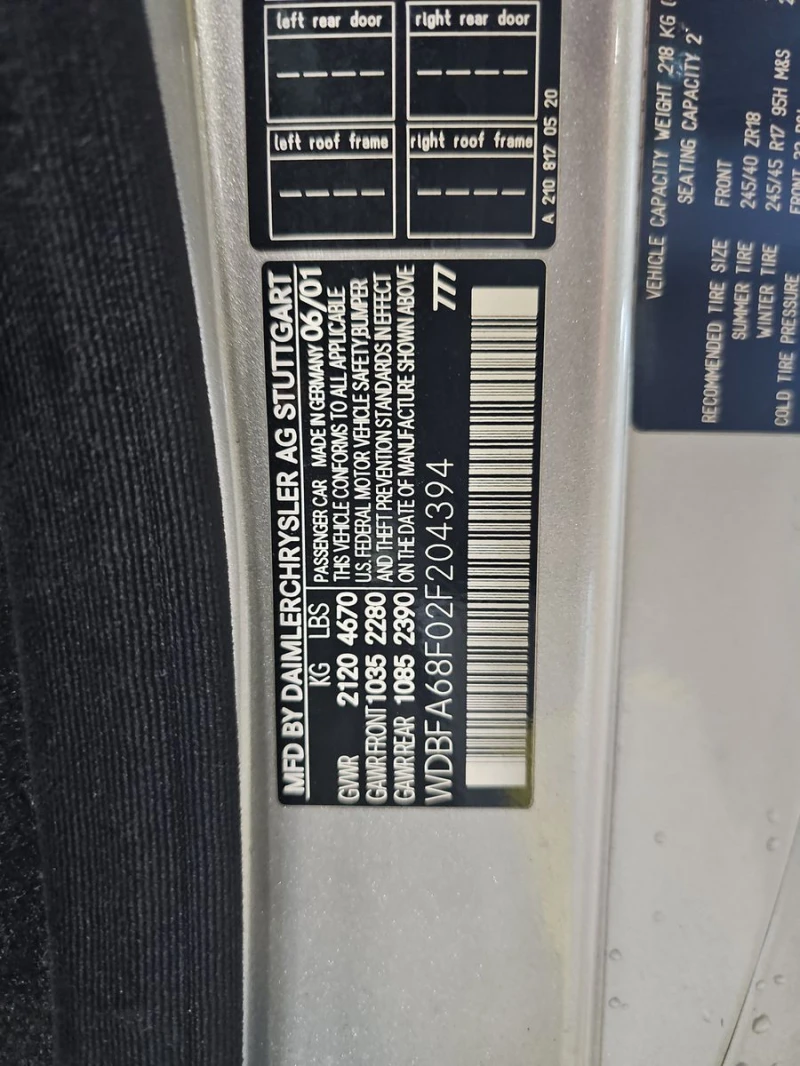 left rear door
right rear door
left roof frame
right roof frame
A 210 817 05 20
MFD BY DAIMLERCHRYSLER AG STUTTGART
KG LBS PASSENGER CAR MADE IN GERMANY 06/01
GVWR 2120 4670 THIS VEHICLE CONFORMS TO ALL APPLICABLE
U.S. FEDERAL MOTOR VEHICLE SAFETY,BUMPER
GAWR FRONT 1035 2280 AND THEFT PREVENTION STANDARDS IN EFFECT
GAWR REAR 1085 2390 ON THE DATE OF MANUFACTURE SHOWN ABOVE
WDBFA68F02F204394 777
VEHICLE CAPACITY WEIGHT 218 KG (
SEATING CAPACITY 2
RECOMMENDED TIRE SIZE FRONT
SUMMER TIRE 245/40 ZR18
WINTER TIRE 245/45 R17 95H M&S
COLD TIRE PRESSURE FRONT